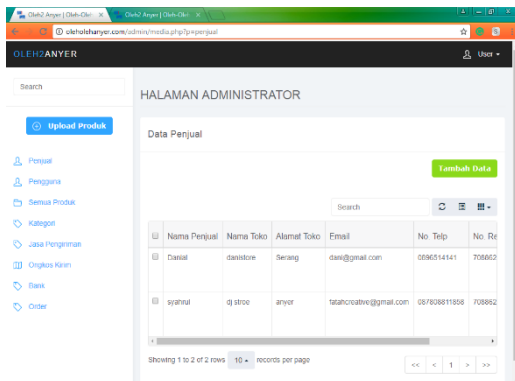 Oleh2 Anyer | Oleh-Ole
Oleh2 Anyer | Oleh-Ole
oleholehanyer.com/admin/media.php?p=penjual
OLEH2ANYER
User
Search
HALAMAN ADMINISTRATOR
Upload Produk
Data Penjual
Penjual
Tambah Data
Pengguna
Semua Produk
Search
Kategori
Nama Penjual Nama Toko Alamat Toko Email No. Telp No. Re
Jasa Pengiriman
Danial danistore Serang dani@gmail.com 0896514141 708862
Ongkos Kirim
Bank
syahrul dj stroe anyer fatahcreative@gmail.com 087808811858 708862
Order
Showing 1 to 2 of 2 rows 10 records per page
<< < 1 > >>